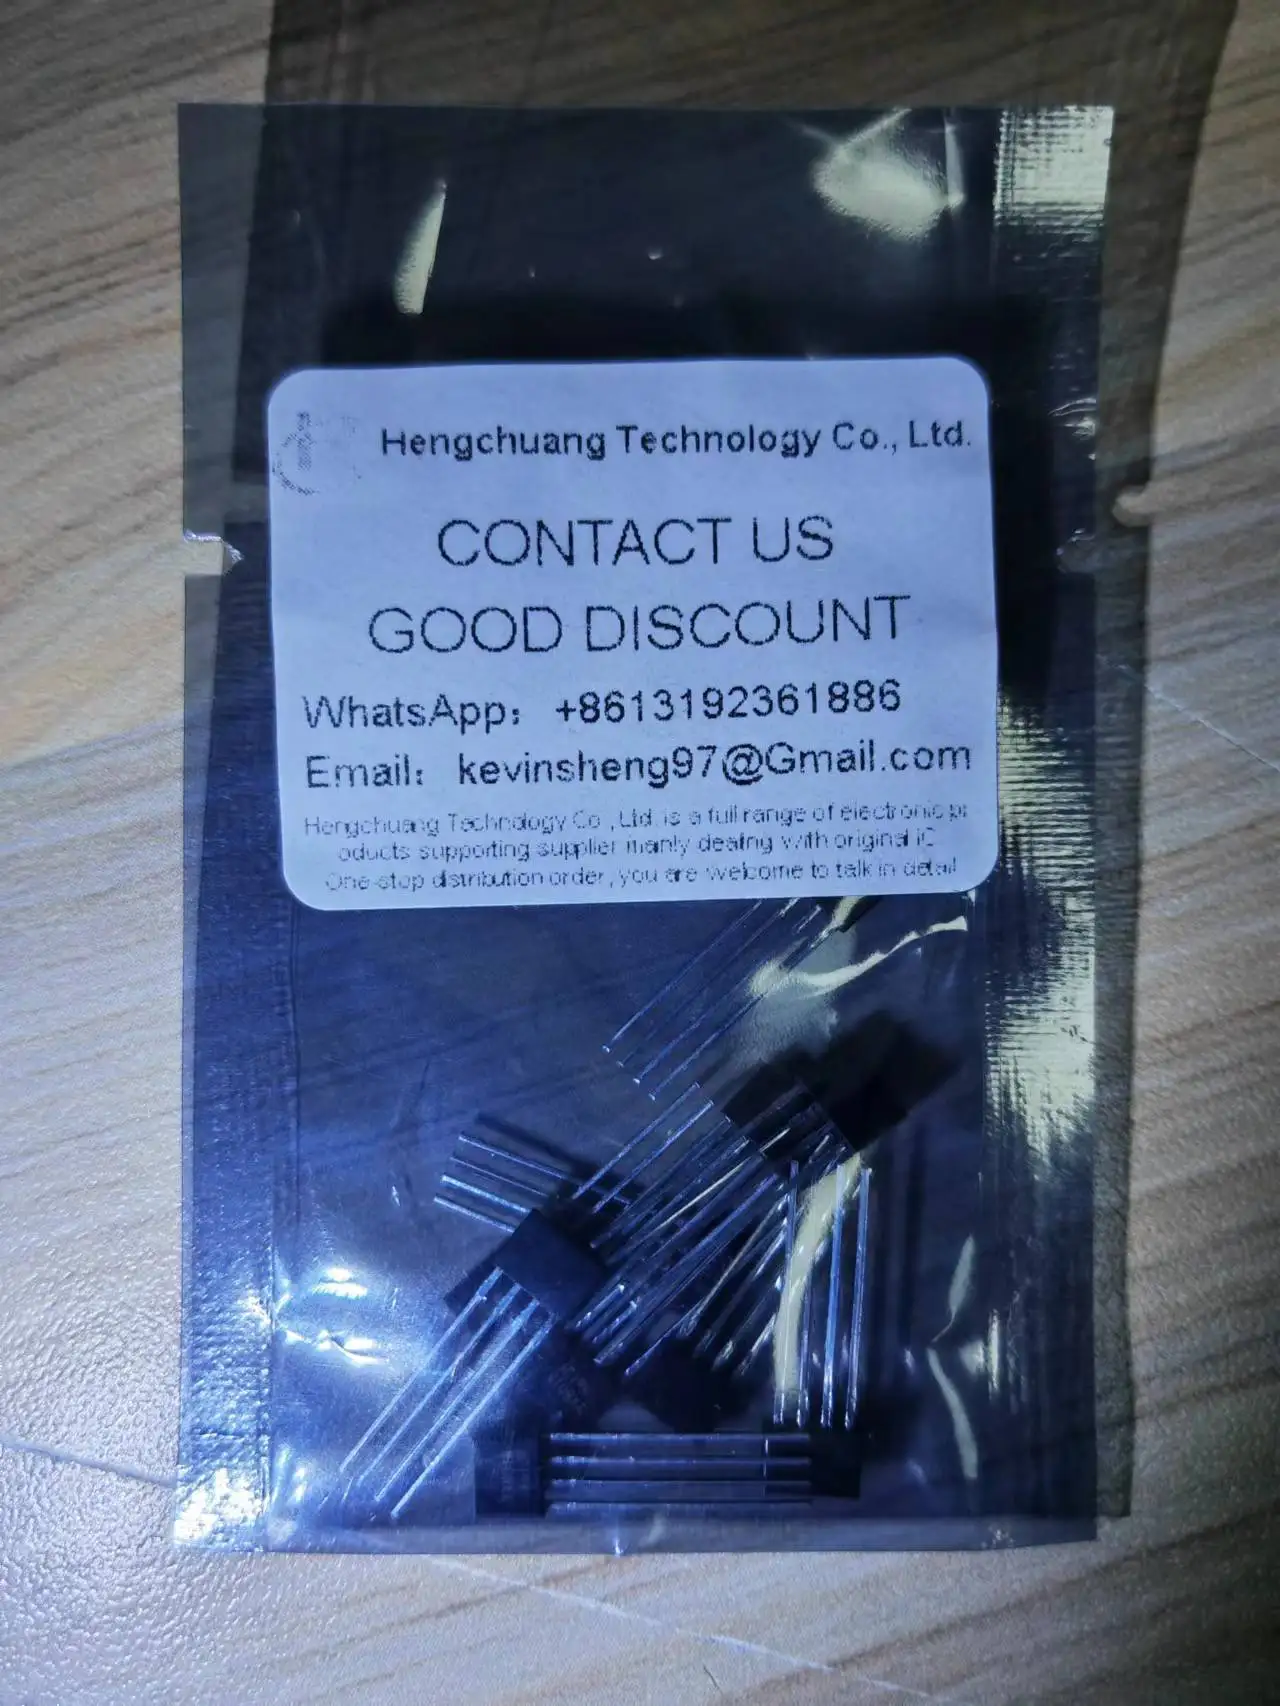 Hengchuang Technology Co., Ltd.
CONTACT US
GOOD DISCOUNT
WhatsApp： +8613192361886
Email： kevinsheng97@Gmail.com
Hengchuang Technology Co., Ltd. is a full range of electronic pr
oducts supporting supplier mainly dealing with original IC
One-stop distribution order, you are welcome to talk in detail